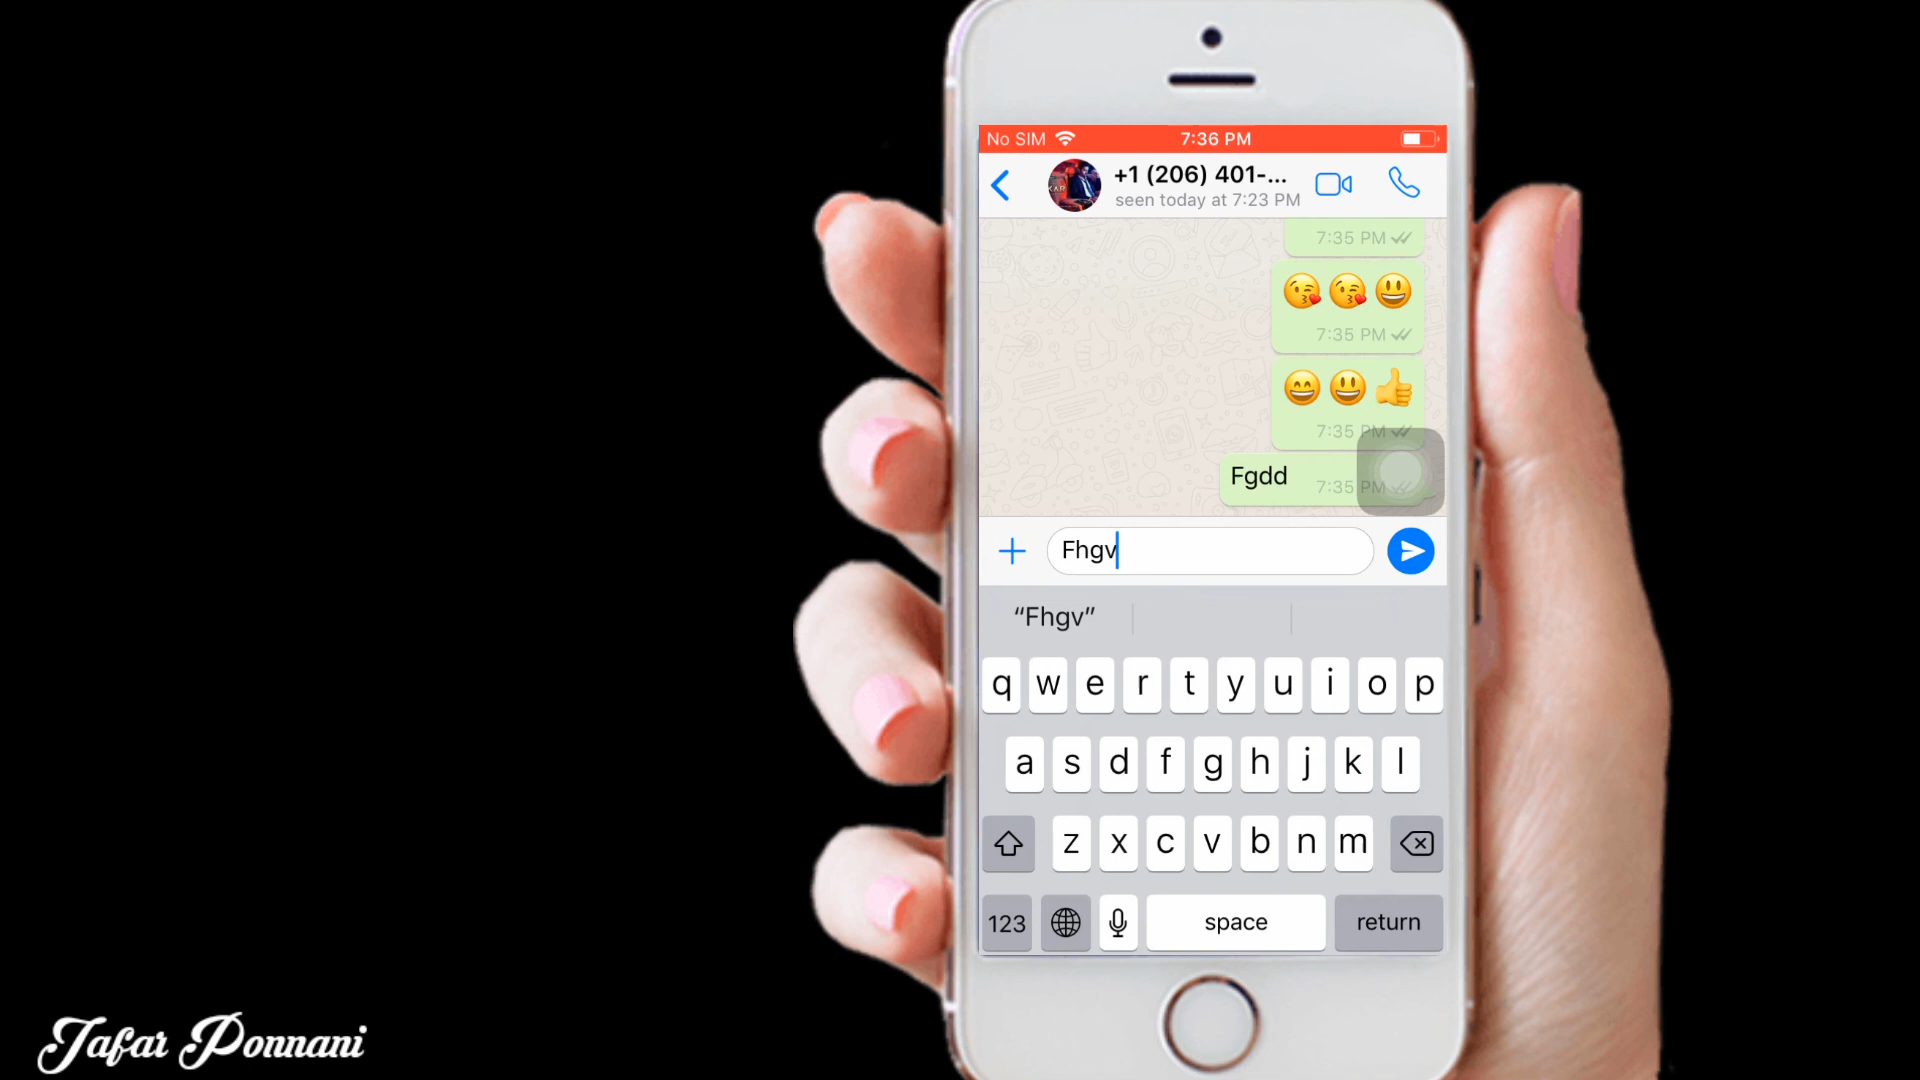 No SIM 7:36 PM
+1 (206) 401-...
seen today at 7:23 PM
7:35 PM
😘😘😃
7:35 PM
😄😃👍
7:35 PM
Fgdd 7:35 PM
Fhgv
“Fhgv”
q w e r t y u i o p
a s d f g h j k l
z x c v b n m
123 space return
Jafar Ponnani